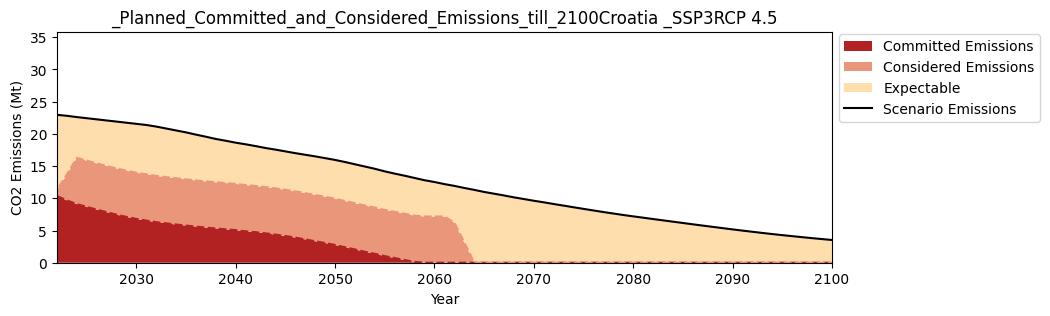 _Planned_Committed_and_Considered_Emissions_till_2100Croatia _SSP3RCP 4.5
35
30
25
20
15
10
5
0
CO2 Emissions (Mt)
2030
2040
2050
2060
2070
2080
2090
2100
Year
Committed Emissions
Considered Emissions
Expectable
Scenario Emissions